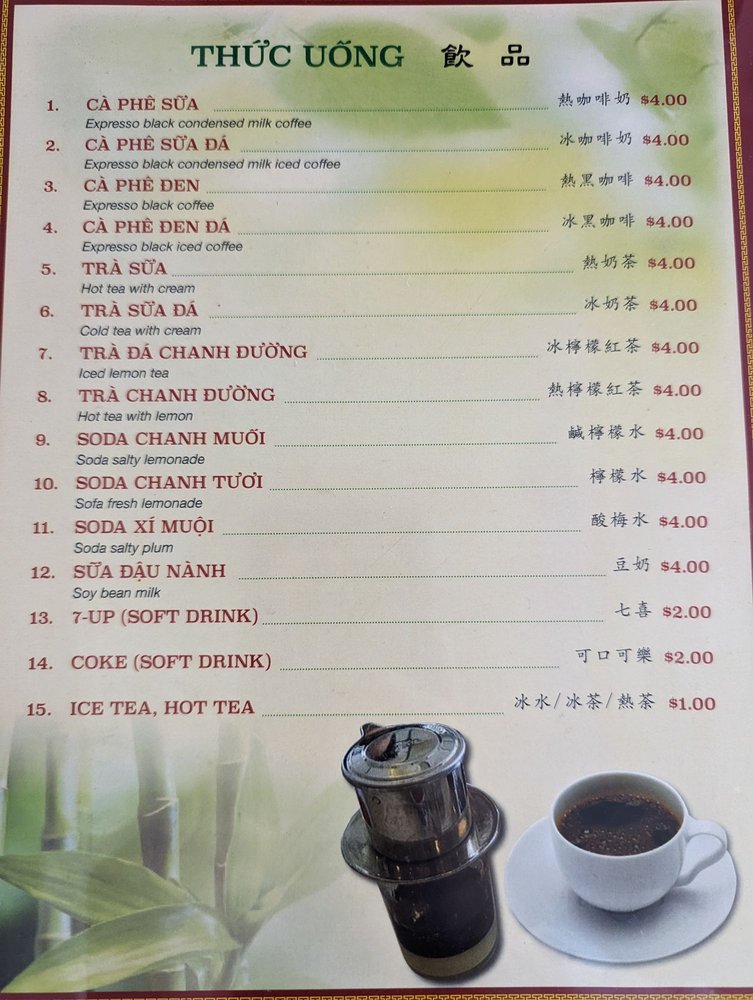 THỨC UỐNG 飲品
1. CÀ PHÊ SỮA 熱咖啡奶 $4.00
Expresso black condensed milk coffee
2. CÀ PHÊ SỮA ĐÁ 冰咖啡奶 $4.00
Expresso black condensed milk iced coffee
3. CÀ PHÊ ĐEN 熱黑咖啡 $4.00
Expresso black coffee
4. CÀ PHÊ ĐEN ĐÁ 冰黑咖啡 $4.00
Expresso black iced coffee
5. TRÀ SỮA 熱奶茶 $4.00
Hot tea with cream
6. TRÀ SỮA ĐÁ 冰奶茶 $4.00
Cold tea with cream
7. TRÀ ĐÁ CHANH ĐƯỜNG 冰檸檬紅茶 $4.00
Iced lemon tea
8. TRÀ CHANH ĐƯỜNG 熱檸檬紅茶 $4.00
Hot tea with lemon
9. SODA CHANH MUỐI 鹹檸檬水 $4.00
Soda salty lemonade
10. SODA CHANH TƯƠI 檸檬水 $4.00
Sofa fresh lemonade
11. SODA XÍ MUỘI 酸梅水 $4.00
Soda salty plum
12. SỮA ĐẬU NÀNH 豆奶 $4.00
Soy bean milk
13. 7-UP (SOFT DRINK) 七喜 $2.00
14. COKE (SOFT DRINK) 可口可樂 $2.00
15. ICE TEA, HOT TEA 冰水/冰茶/熱茶 $1.00